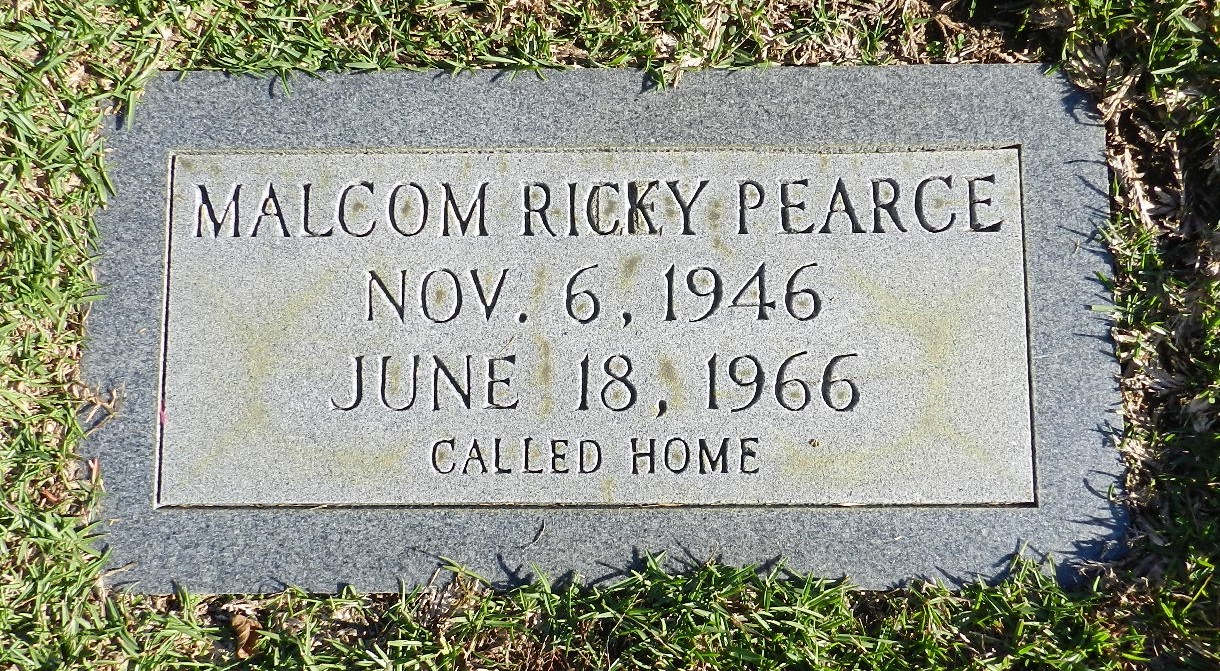 MALCOM RICKY PEARCE
NOV. 6, 1946
JUNE 18, 1966
CALLED HOME